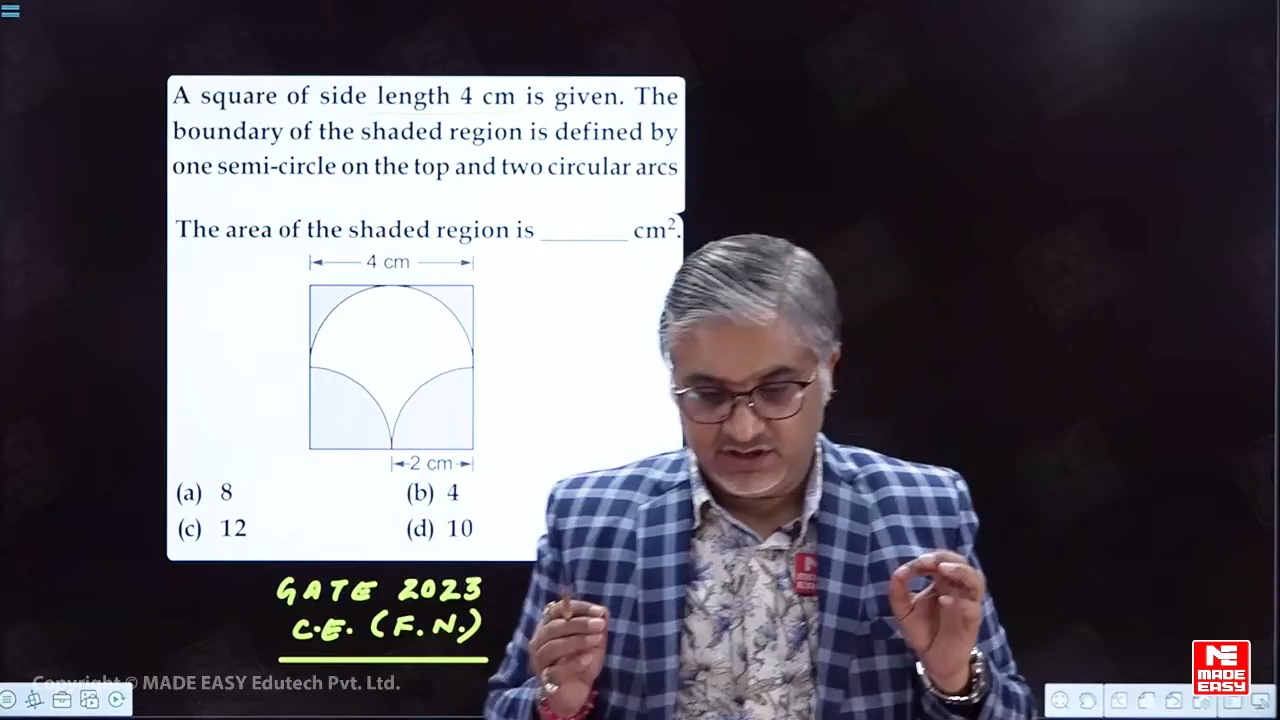 A square of side length 4 cm is given. The
boundary of the shaded region is defined by
one semi-circle on the top and two circular arcs
The area of the shaded region is ________ cm².
4 cm
2 cm
(a) 8
(b) 4
(c) 12
(d) 10
GATE 2023
C.E. (F.N.)
Copyright © MADE EASY Edutech Pvt. Ltd.
MADE
EASY